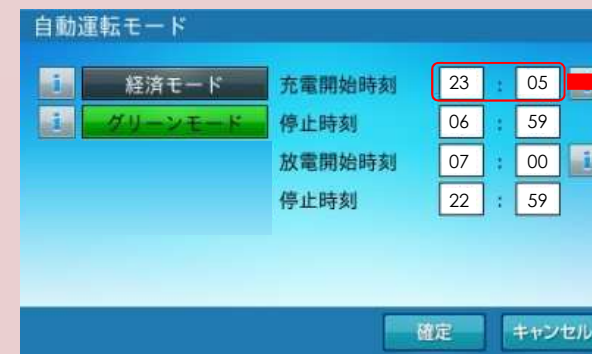 自動運転モード
i 経済モード 充電開始時刻 23 : 05
i グリーンモード 停止時刻 06 : 59
放電開始時刻 07 : 00 i
停止時刻 22 : 59
確定 キャンセル